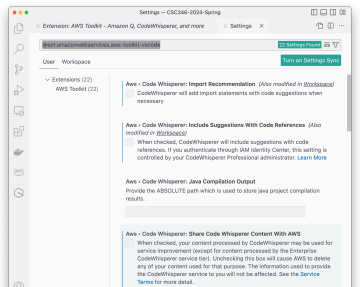 Settings — CSC346-2024-Spring
Extension: AWS Toolkit - Amazon Q, CodeWhisperer, and more
Settings
@ext:amazonwebservices.aws-toolkit-vscode
22 Settings Found
User Workspace
Turn on Settings Sync
Extensions (22)
AWS Toolkit (22)
Aws › Code Whisperer: Import Recommendation (Also modified in Workspace)
CodeWhisperer will add import statements with code suggestions when
necessary
Aws › Code Whisperer: Include Suggestions With Code References (Also
modified in Workspace)
When checked, CodeWhisperer will include suggestions with code
references. If you authenticate through IAM Identity Center, this setting is
controlled by your CodeWhisperer Professional administrator. Learn More
Aws › Code Whisperer: Java Compilation Output
Provide the ABSOLUTE path which is used to store java project compilation
results.
Aws › Code Whisperer: Share Code Whisperer Content With AWS
When checked, your content processed by CodeWhisperer may be used for
service improvement (except for content processed by the Enterprise
CodeWhisperer service tier). Unchecking this box will cause AWS to delete
any of your content used for that purpose. The information used to provide
the CodeWhisperer service to you will not be affected. See the Service
Terms for more detail.